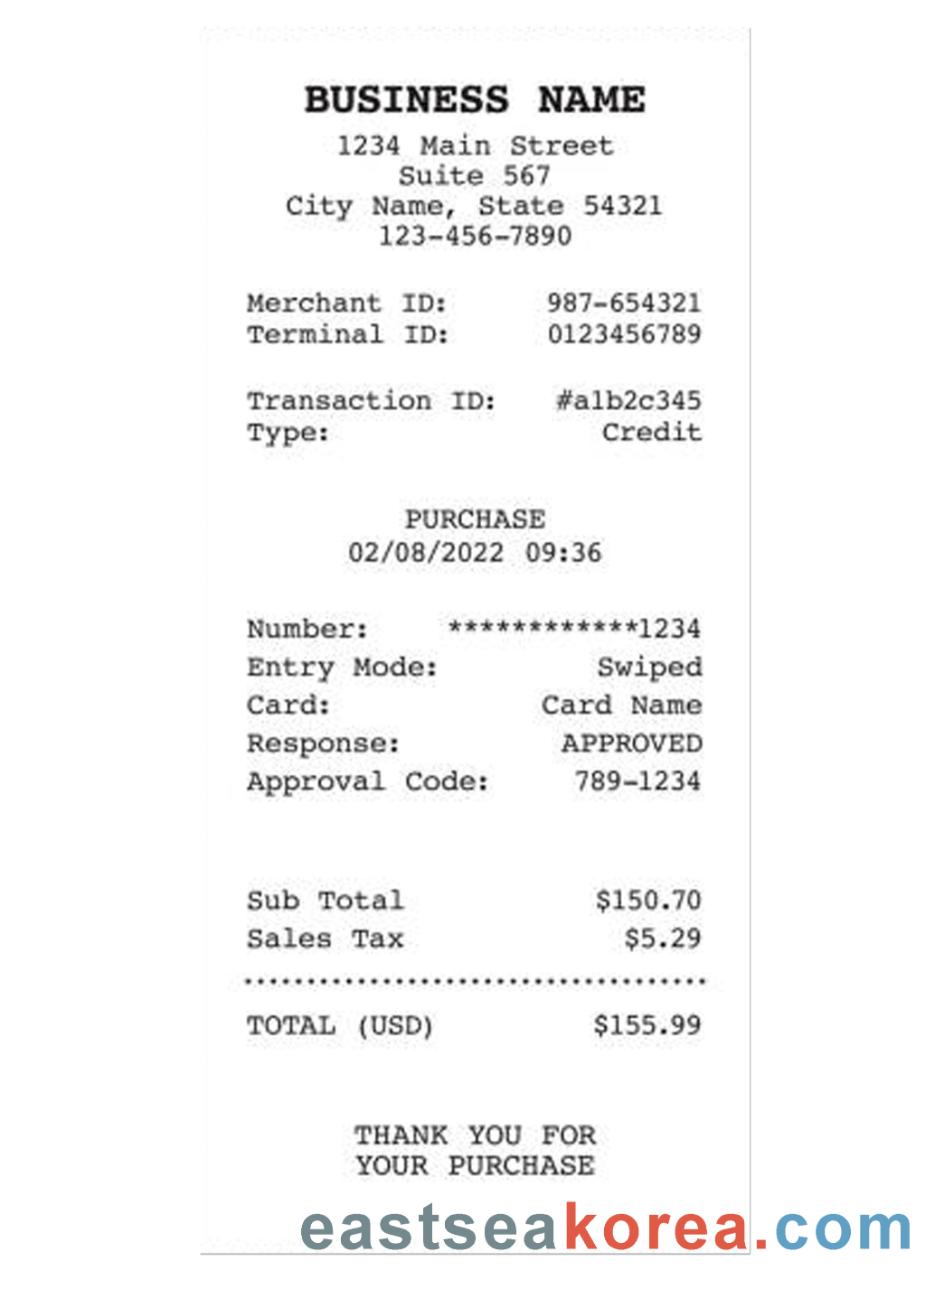 BUSINESS NAME
1234 Main Street
Suite 567
City Name, State 54321
123-456-7890
Merchant ID: 987-654321
Terminal ID: 0123456789
Transaction ID: #a1b2c345
Type: Credit
PURCHASE
02/08/2022 09:36
Number: ************1234
Entry Mode: Swiped
Card: Card Name
Response: APPROVED
Approval Code: 789-1234
Sub Total $150.70
Sales Tax $5.29
TOTAL (USD) $155.99
THANK YOU FOR
YOUR PURCHASE
eastseakorea.com